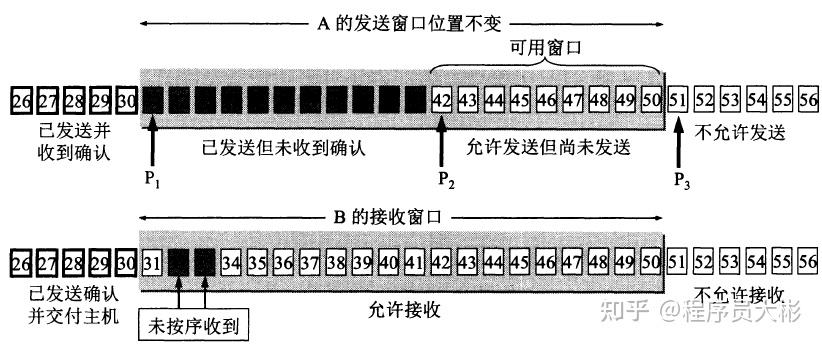 A 的发送窗口位置不变
可用窗口
26 27 28 29 30 42 43 44 45 46 47 48 49 50 51 52 53 54 55 56
已发送并
收到确认
已发送但未收到确认
允许发送但尚未发送
不允许发送
P1
P2
P3
B 的接收窗口
26 27 28 29 30 31 34 35 36 37 38 39 40 41 42 43 44 45 46 47 48 49 50 51 52 53 54 55 56
已发送确认
并交付主机
未按序收到
允许接收
不允许接收
知乎 @程序员大彬